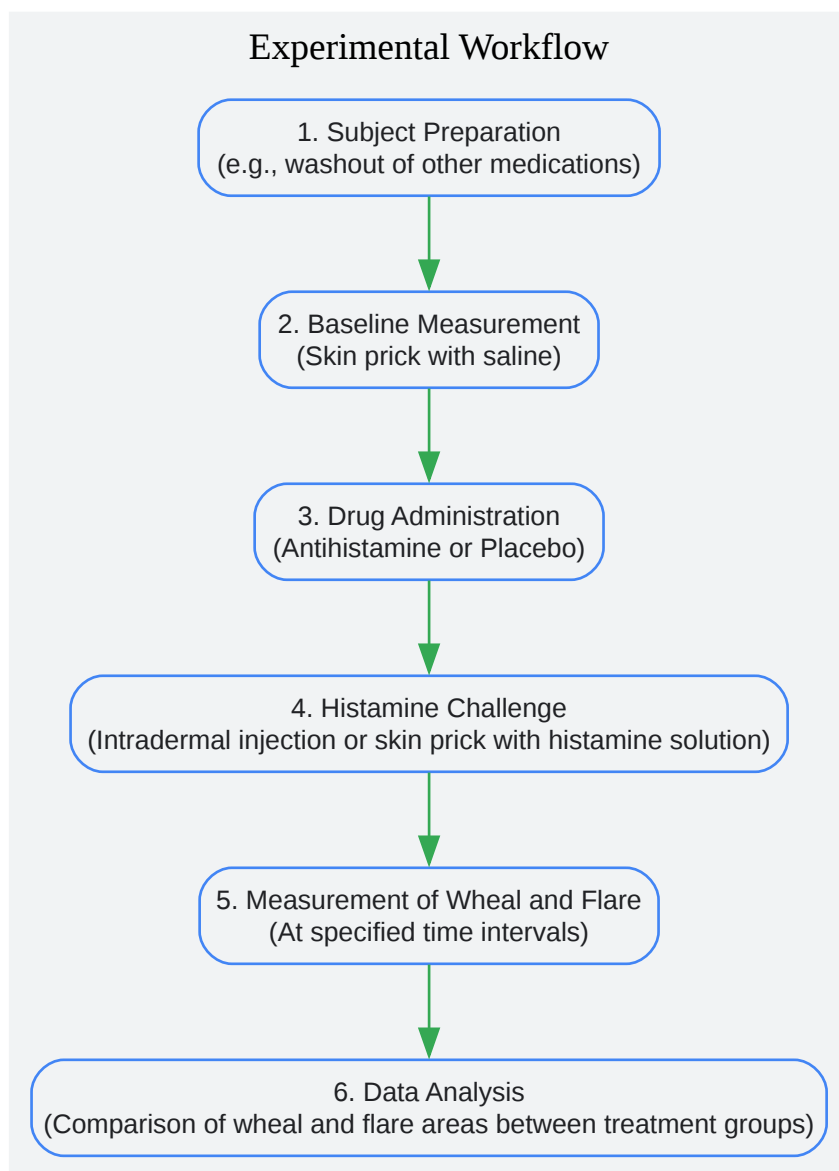 Experimental Workflow
1. Subject Preparation
(e.g., washout of other medications)
2. Baseline Measurement
(Skin prick with saline)
3. Drug Administration
(Antihistamine or Placebo)
4. Histamine Challenge
(Intradermal injection or skin prick with histamine solution)
5. Measurement of Wheal and Flare
(At specified time intervals)
6. Data Analysis
(Comparison of wheal and flare areas between treatment groups)